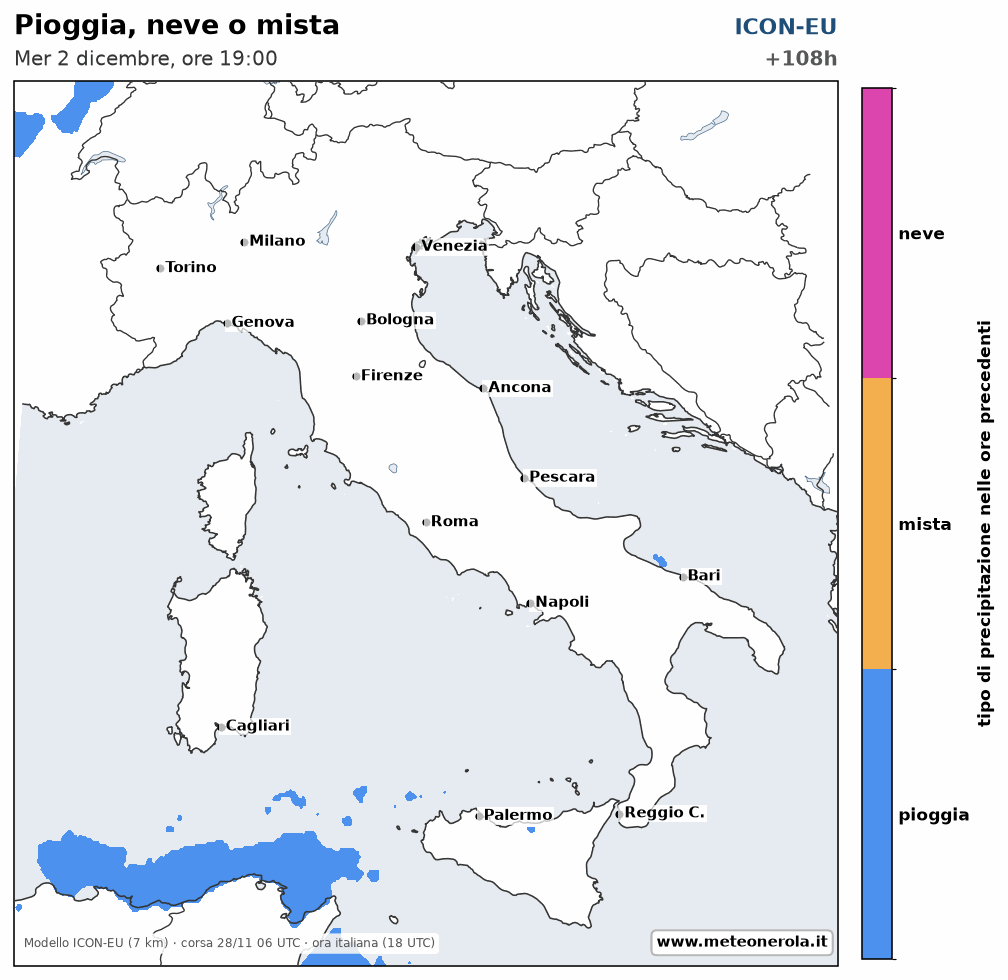 Pioggia, neve o mista
ICON-EU
Mer 2 dicembre, ore 19:00
+108h
neve
mista
pioggia
tipo di precipitazione nelle ore precedenti
Milano
Venezia
Torino
Genova
Bologna
Firenze
Ancona
Pescara
Roma
Bari
Napoli
Cagliari
Palermo
Reggio C.
Modello ICON-EU (7 km) · corsa 28/11 06 UTC · ora italiana (18 UTC)
www.meteonerola.it